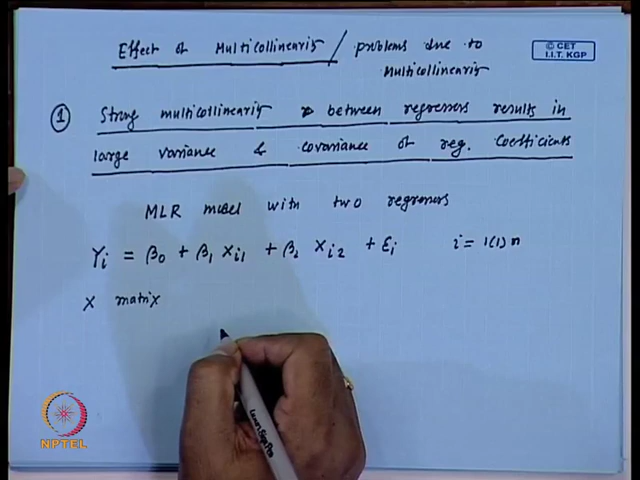 Effect of Multicollinearity / problems due to
Multicollinearity
© CET
I.I.T. KGP
① Strong multicollinearity between regressors results in
large variance & covariance of reg. coefficients
MLR model with two regressors
Yᵢ = β₀ + β₁ Xᵢ₁ + β₂ Xᵢ₂ + εᵢ i = 1(1) n
X matrix
NPTEL